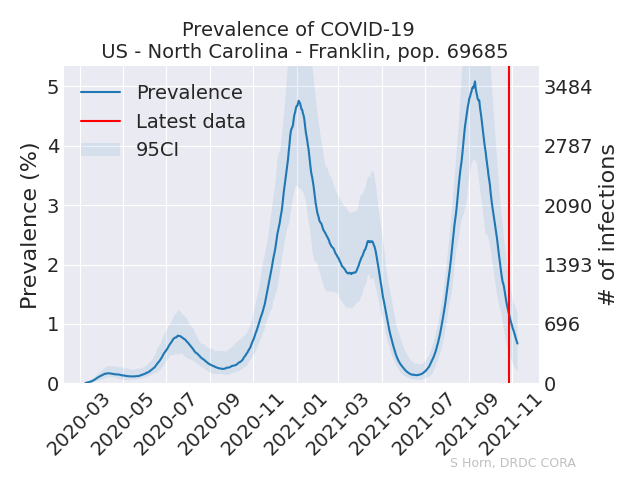 Prevalence of COVID-19
US - North Carolina - Franklin, pop. 69685
Prevalence
Latest data
95CI
Prevalence (%)
5
4
3
2
1
0
3484
2787
2090
1393
696
0
# of infections
2020-03
2020-05
2020-07
2020-09
2020-11
2021-01
2021-03
2021-05
2021-07
2021-09
2021-11
S Horn, DRDC CORA